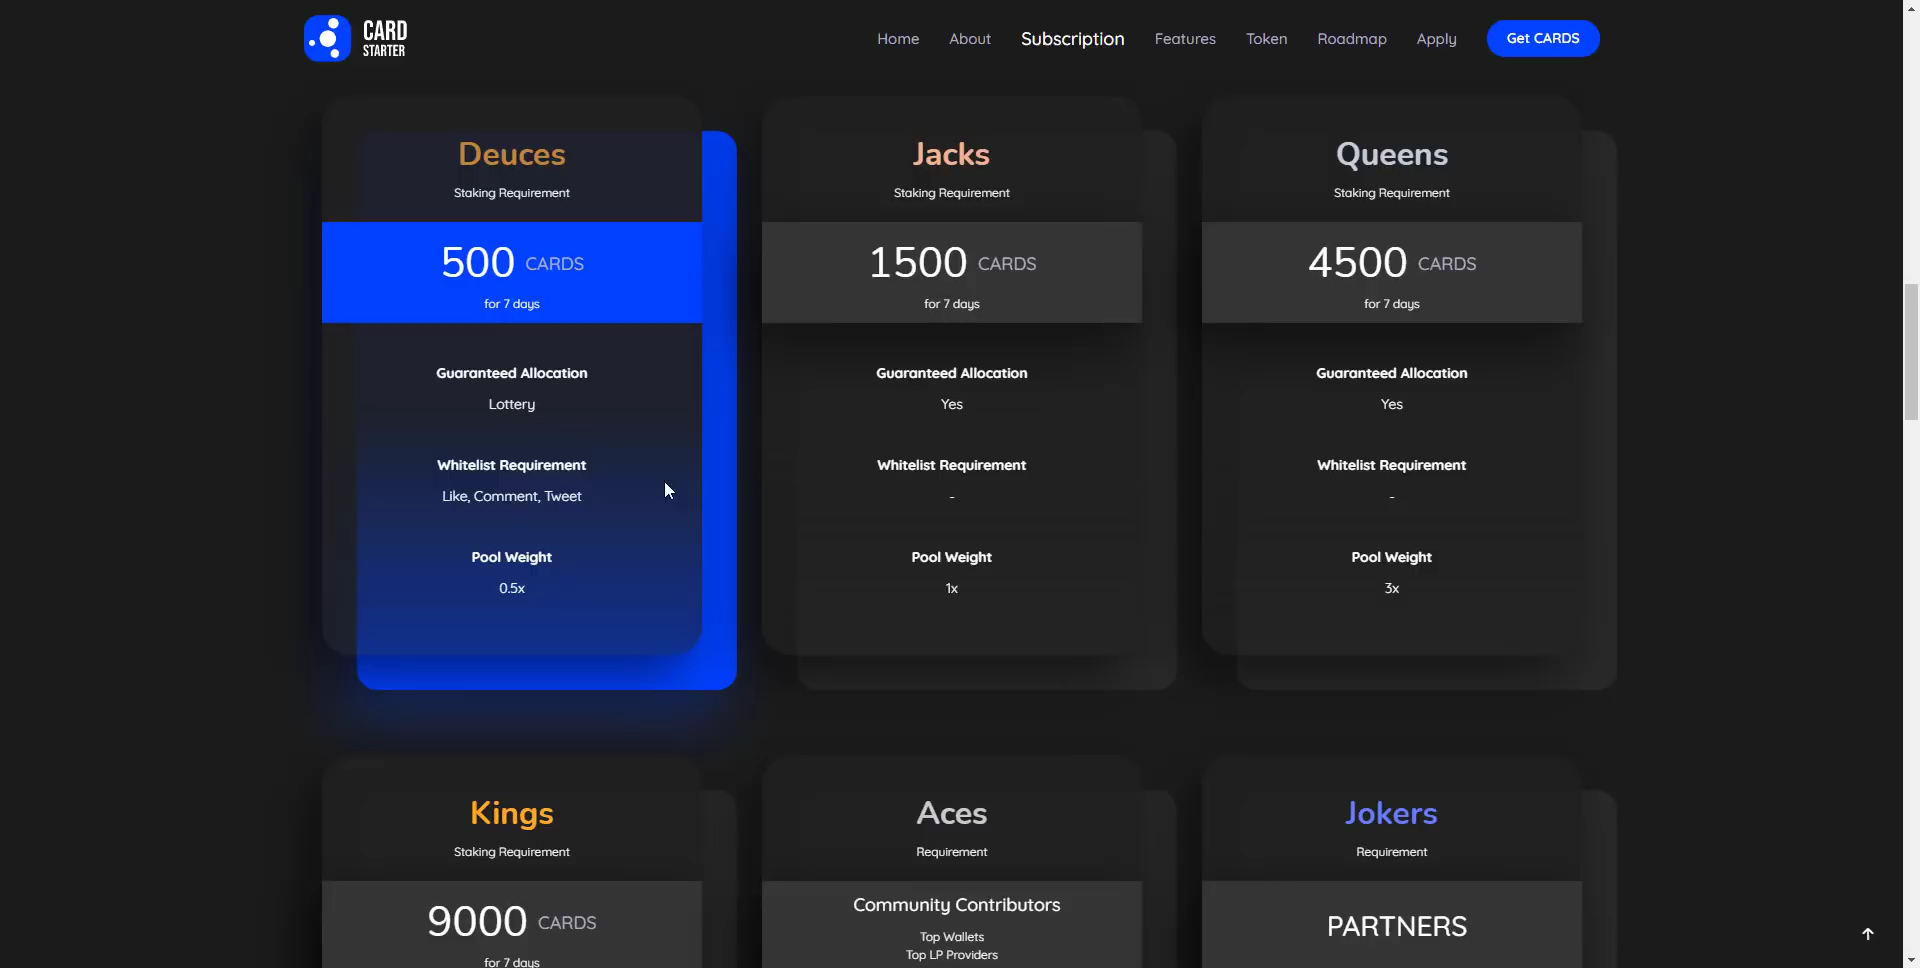 CARD
STARTER
Home
About
Subscription
Features
Token
Roadmap
Apply
Get CARDS
Deuces
Staking Requirement
500 CARDS
for 7 days
Guaranteed Allocation
Lottery
Whitelist Requirement
Like, Comment, Tweet
Pool Weight
0.5x
Jacks
Staking Requirement
1500 CARDS
for 7 days
Guaranteed Allocation
Yes
Whitelist Requirement
-
Pool Weight
1x
Queens
Staking Requirement
4500 CARDS
for 7 days
Guaranteed Allocation
Yes
Whitelist Requirement
-
Pool Weight
3x
Kings
Staking Requirement
9000 CARDS
for 7 days
Aces
Requirement
Community Contributors
Top Wallets
Top LP Providers
Jokers
Requirement
PARTNERS